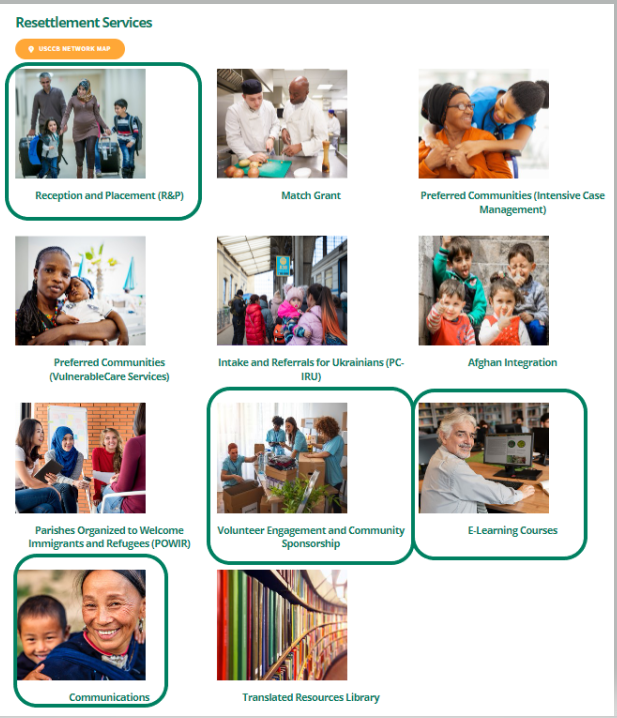 Resettlement Services
USCCB NETWORK MAP
Reception and Placement (R&P)
Match Grant
Preferred Communities (Intensive Case
Management)
Preferred Communities
(VulnerableCare Services)
Intake and Referrals for Ukrainians (PC-
IRU)
Afghan Integration
Parishes Organized to Welcome
Immigrants and Refugees (POWIR)
Volunteer Engagement and Community
Sponsorship
E-Learning Courses
Communications
Translated Resources Library